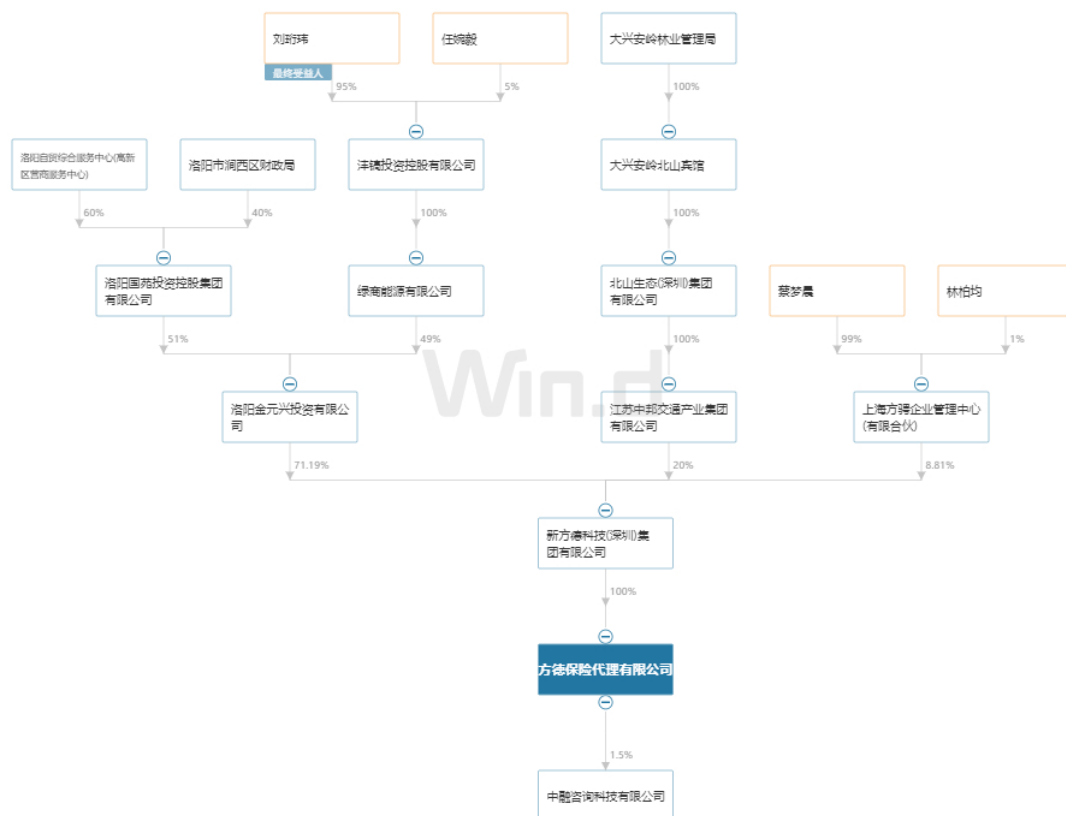 刘珩玮
任婉毅
大兴安岭林业管理局
最终受益人
95%
5%
100%
洛阳自贸综合服务中心(高新
区营商服务中心)
洛阳市涧西区财政局
沣镐投资控股有限公司
大兴安岭北山宾馆
60%
40%
100%
100%
洛阳国苑投资控股集团
有限公司
绿商能源有限公司
北山生态(深圳)集团
有限公司
蔡梦晨
林柏均
51%
49%
100%
99%
1%
Win.d
洛阳金元兴投资有限公
司
江苏中邦交通产业集团
有限公司
上海方骋企业管理中心
(有限合伙)
71.19%
20%
8.81%
新方德科技(深圳)集
团有限公司
100%
方德保险代理有限公司
1.5%
中融咨询科技有限公司